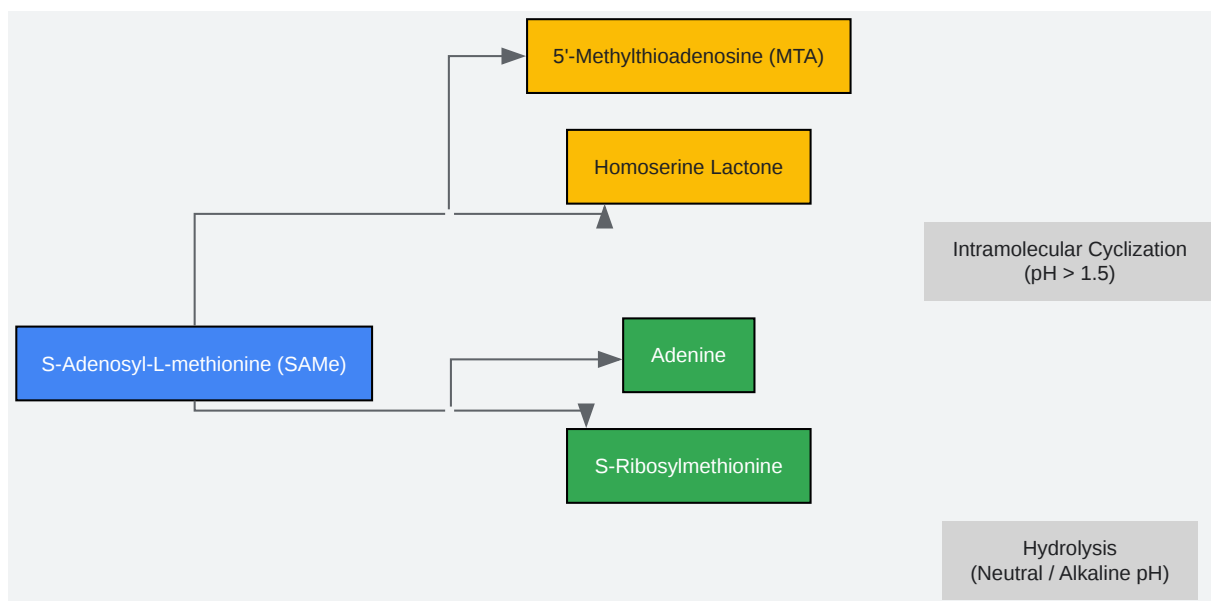 5'-Methylthioadenosine (MTA)
Homoserine Lactone
Intramolecular Cyclization
(pH > 1.5)
S-Adenosyl-L-methionine (SAMe)
Adenine
S-Ribosylmethionine
Hydrolysis
(Neutral / Alkaline pH)